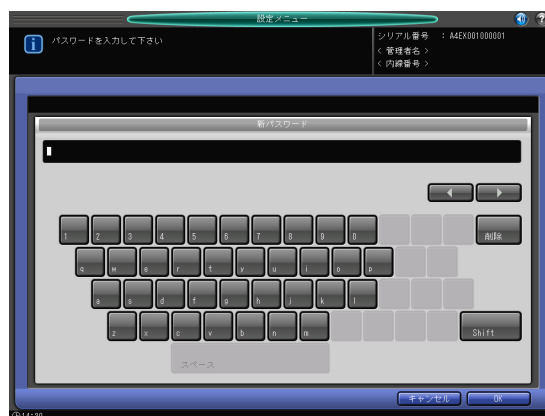 設定メニュー
パスワードを入力して下さい
シリアル番号 : A4EX001000001
< 管理者名 >
< 内線番号 >
新パスワード
1 2 3 4 5 6 7 8 9 0 削除
q w e r t y u i o p
a s d f g h j k l
z x c v b n m Shift
スペース
キャンセル OK
14:20